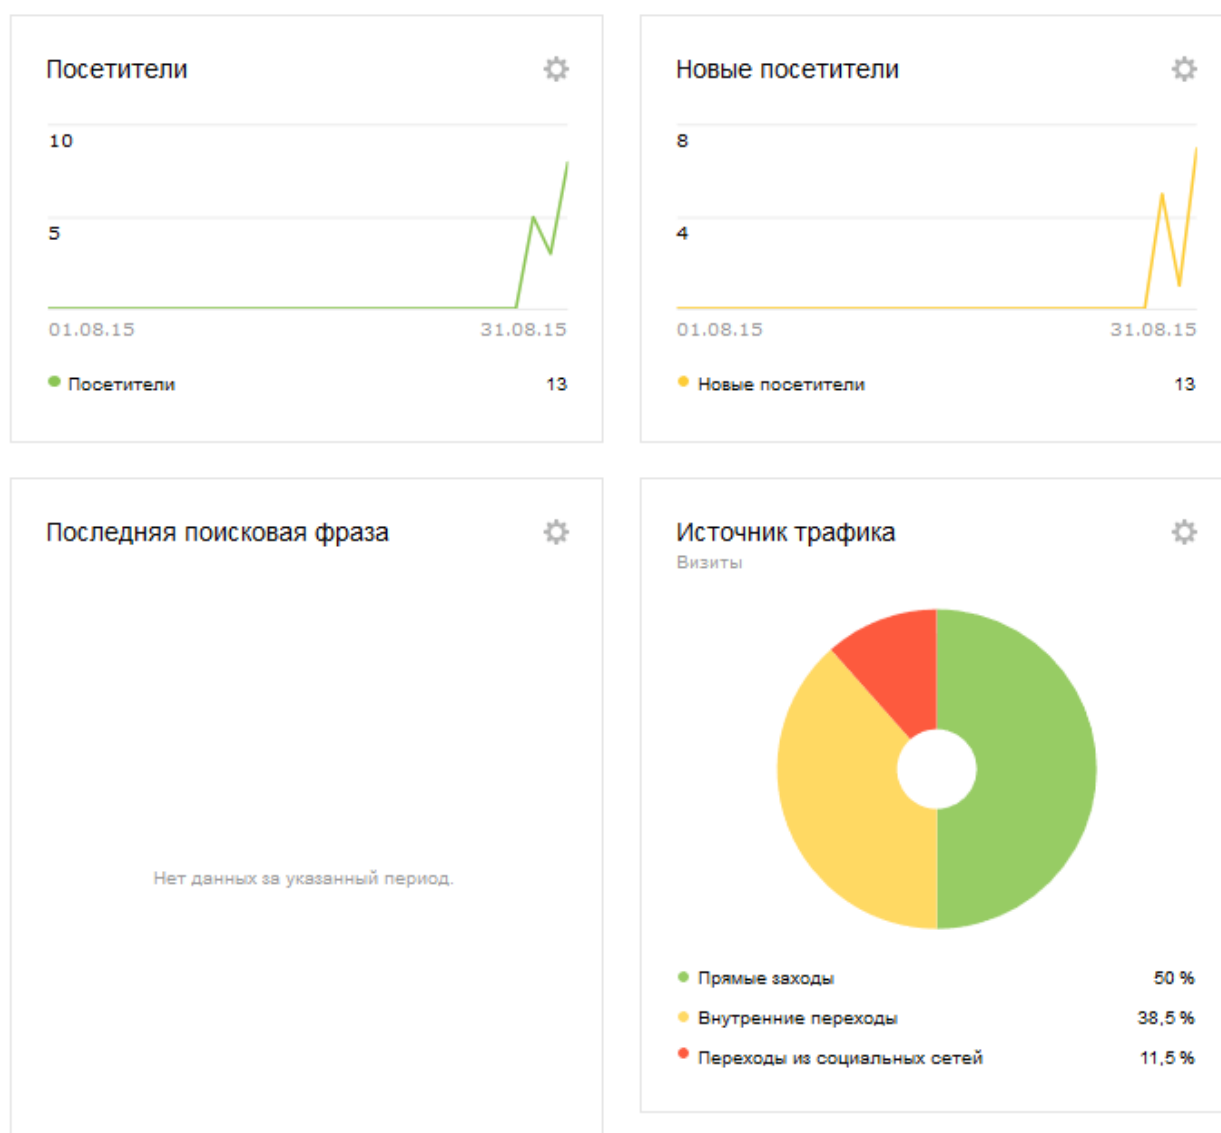 Посетители
10
5
01.08.15 31.08.15
Посетители 13
Новые посетители
8
4
01.08.15 31.08.15
Новые посетители 13
Последняя поисковая фраза
Нет данных за указанный период.
Источник трафика
Визиты
Прямые заходы 50 %
Внутренние переходы 38,5 %
Переходы из социальных сетей 11,5 %